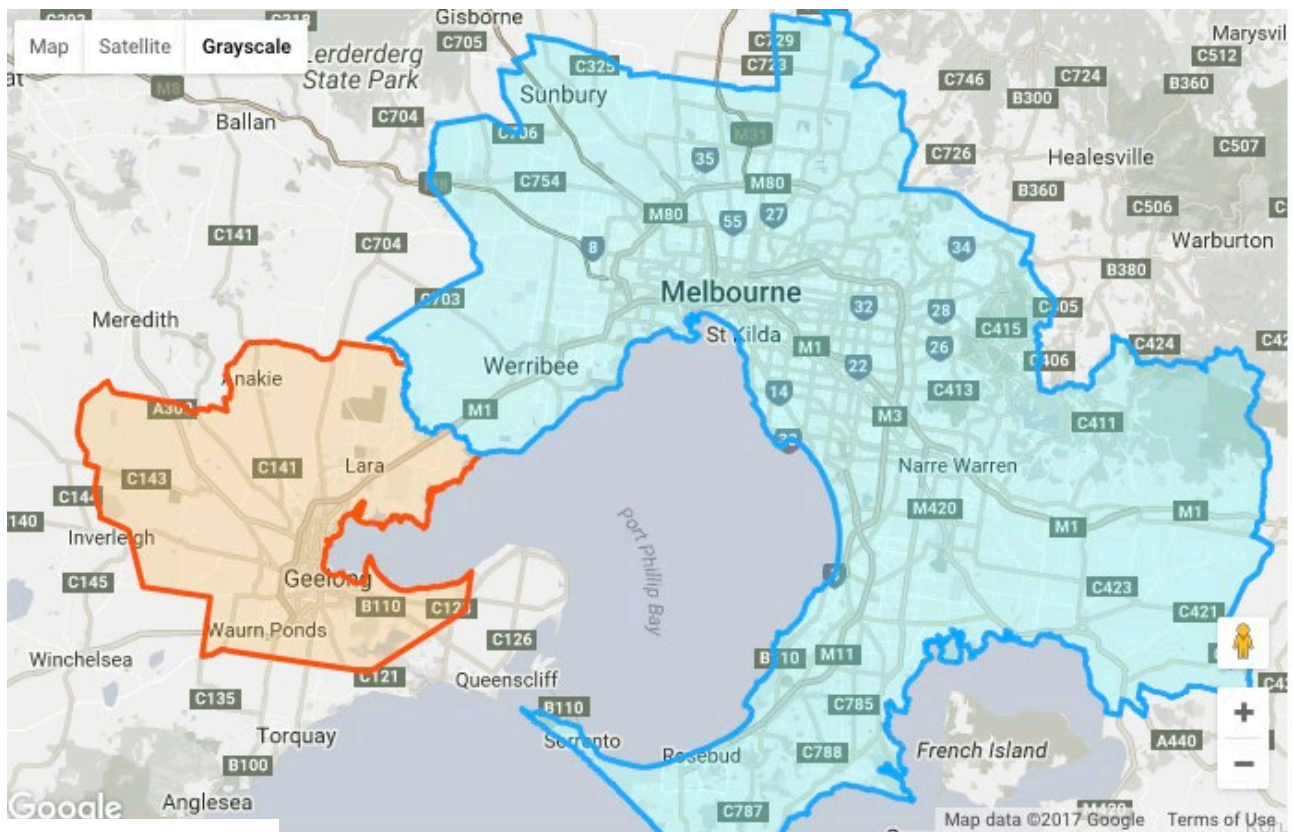 Gisborne
C705
C729
Marysvil
Map Satellite Grayscale
Lerderderg
State Park
C512
C723
C325
C746
C724
B360
M8
Sunbury
B300
Ballan
C704
C706
M31
C726
Healesville
C507
35
C754
M80
B360
M80
55
27
C506
C141
C704
8
34
Warburton
B380
Melbourne
C703
32
28
Meredith
St Kilda
C415
M1
26
C424
Werribee
22
C406
Anakie
14
C413
M1
M3
C411
C141
Lara
C143
Narre Warren
M420
M1
M1
Inverleigh
Port Phillip Bay
Geelong
C145
B110
C423
C421
Waurn Ponds
C126
M11
Winchelsea
C121
Queenscliff
C135
B110
C785
Torquay
Sorrento
Rosebud
C788
French Island
A440
B100
Anglesea
C787
Google
Map data ©2017 Google Terms of Use